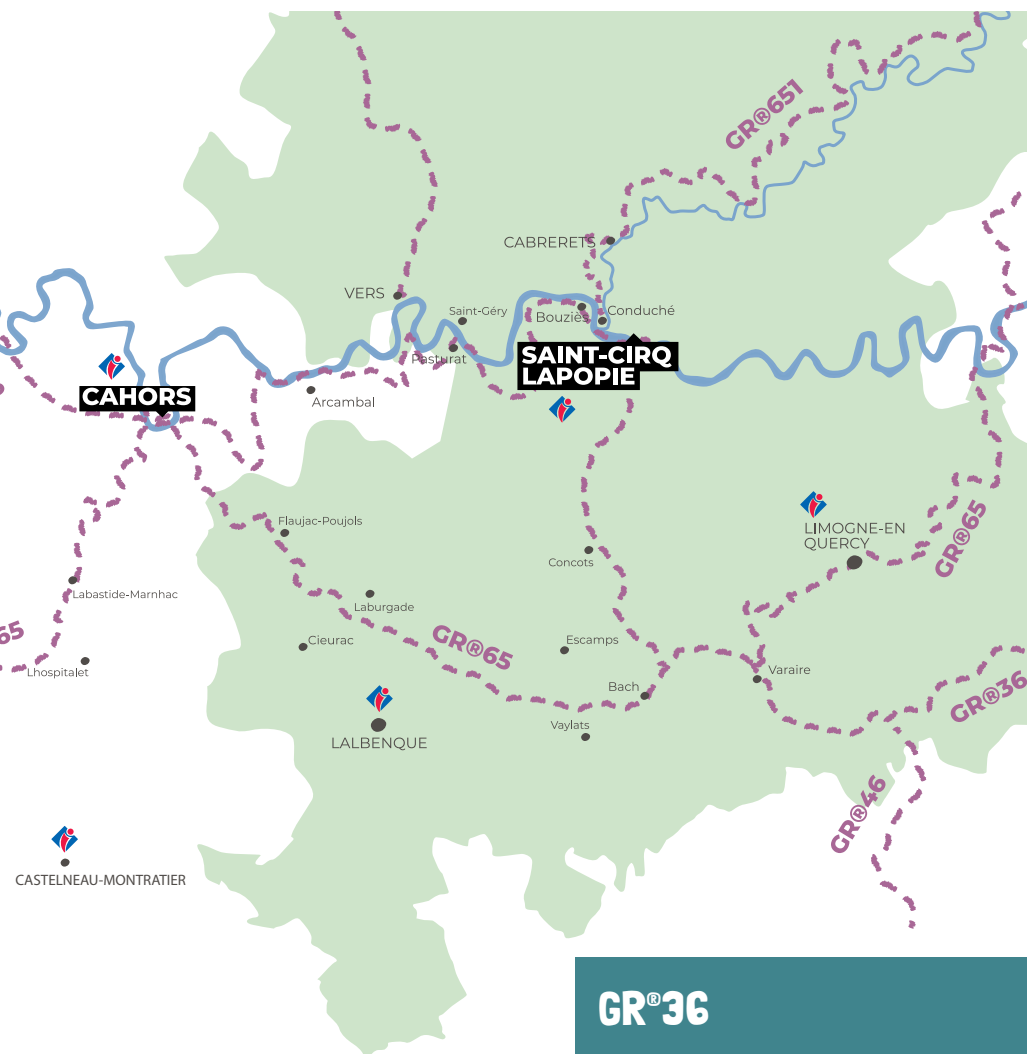 GR®651
CABRERETS
VERS
Saint-Géry
Bouziès
Conduché
Pasturat
SAINT-CIRQ
LAPOPIE
CAHORS
Arcambal
LIMOGNE-EN
QUERCY
Flaujac-Poujols
GR®65
Concots
Labastide-Marnhac
Laburgade
65
Cieurac
GR®65
Escamps
Lhospitalet
Varaire
Bach
GR®36
Vaylats
LALBENQUE
GR®46
CASTELNEAU-MONTRATIER
GR®36